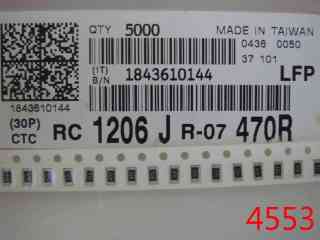 QTY 5000 MADE IN TAIWAN
0436 0050
37 101
(1T) B/N 1843610144 LFP
1843610144
(30P) CTC RC 1206 J R-07 470R
4553